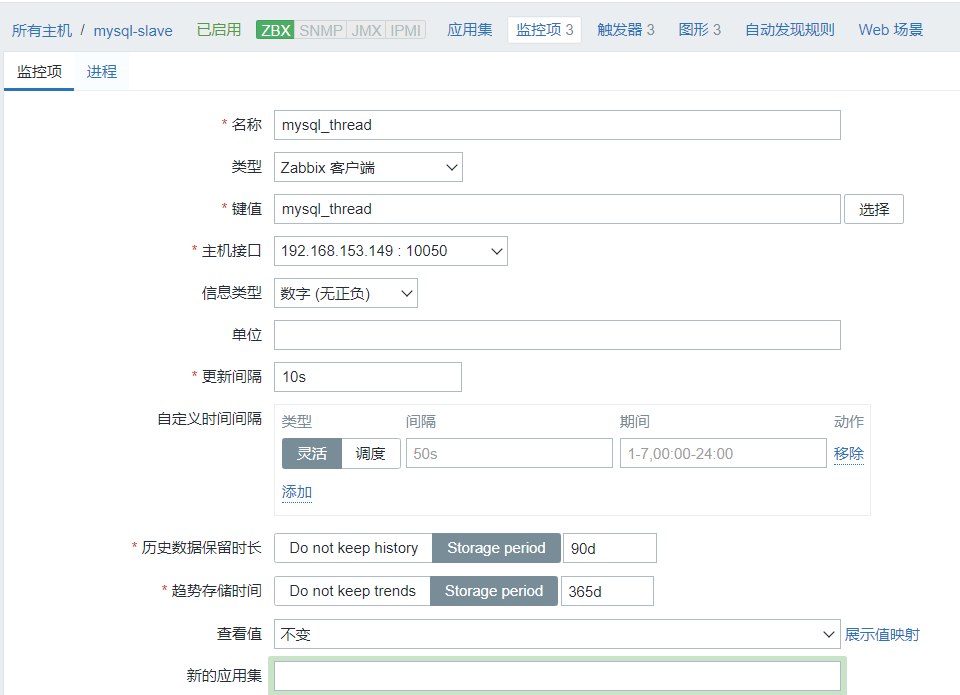 所有主机 / mysql-slave 已启用 ZBX SNMP JMX IPMI 应用集 监控项 3 触发器 3 图形 3 自动发现规则 Web 场景
监控项 进程
* 名称 mysql_thread
类型 Zabbix 客户端
* 键值 mysql_thread 选择
* 主机接口 192.168.153.149 : 10050
信息类型 数字 (无正负)
单位
* 更新间隔 10s
自定义时间间隔 类型 间隔 期间 动作
灵活 调度 50s 1-7,00:00-24:00 移除
添加
* 历史数据保留时长 Do not keep history Storage period 90d
* 趋势存储时间 Do not keep trends Storage period 365d
查看值 不变 展示值映射
新的应用集